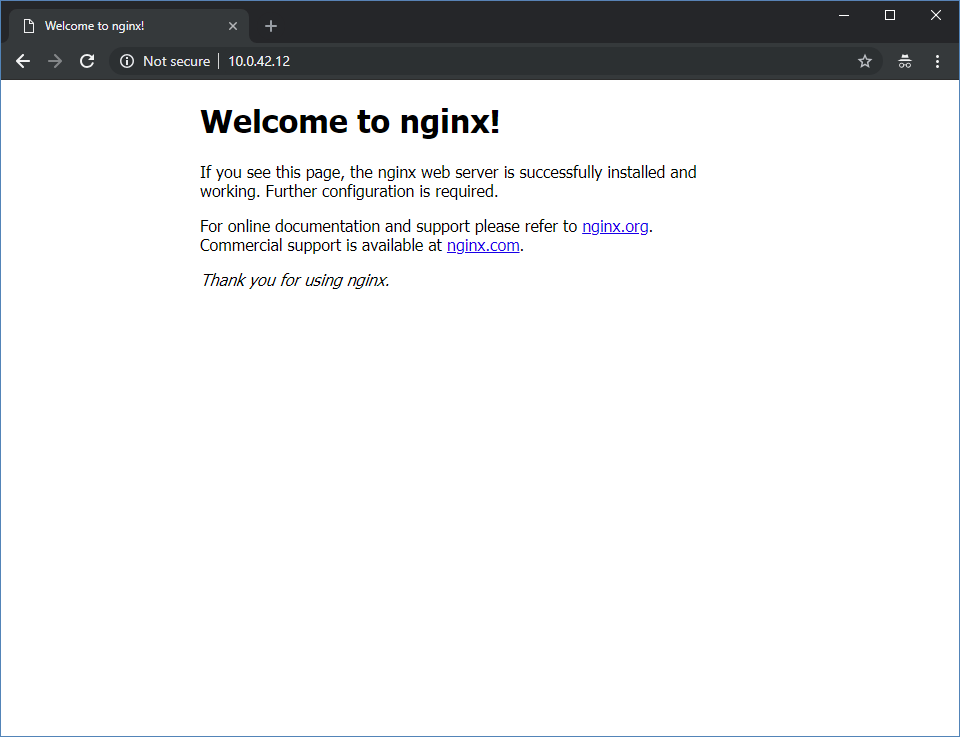 Welcome to nginx!
Not secure
10.0.42.12
Welcome to nginx!
If you see this page, the nginx web server is successfully installed and
working. Further configuration is required.
For online documentation and support please refer to nginx.org.
Commercial support is available at nginx.com.
Thank you for using nginx.